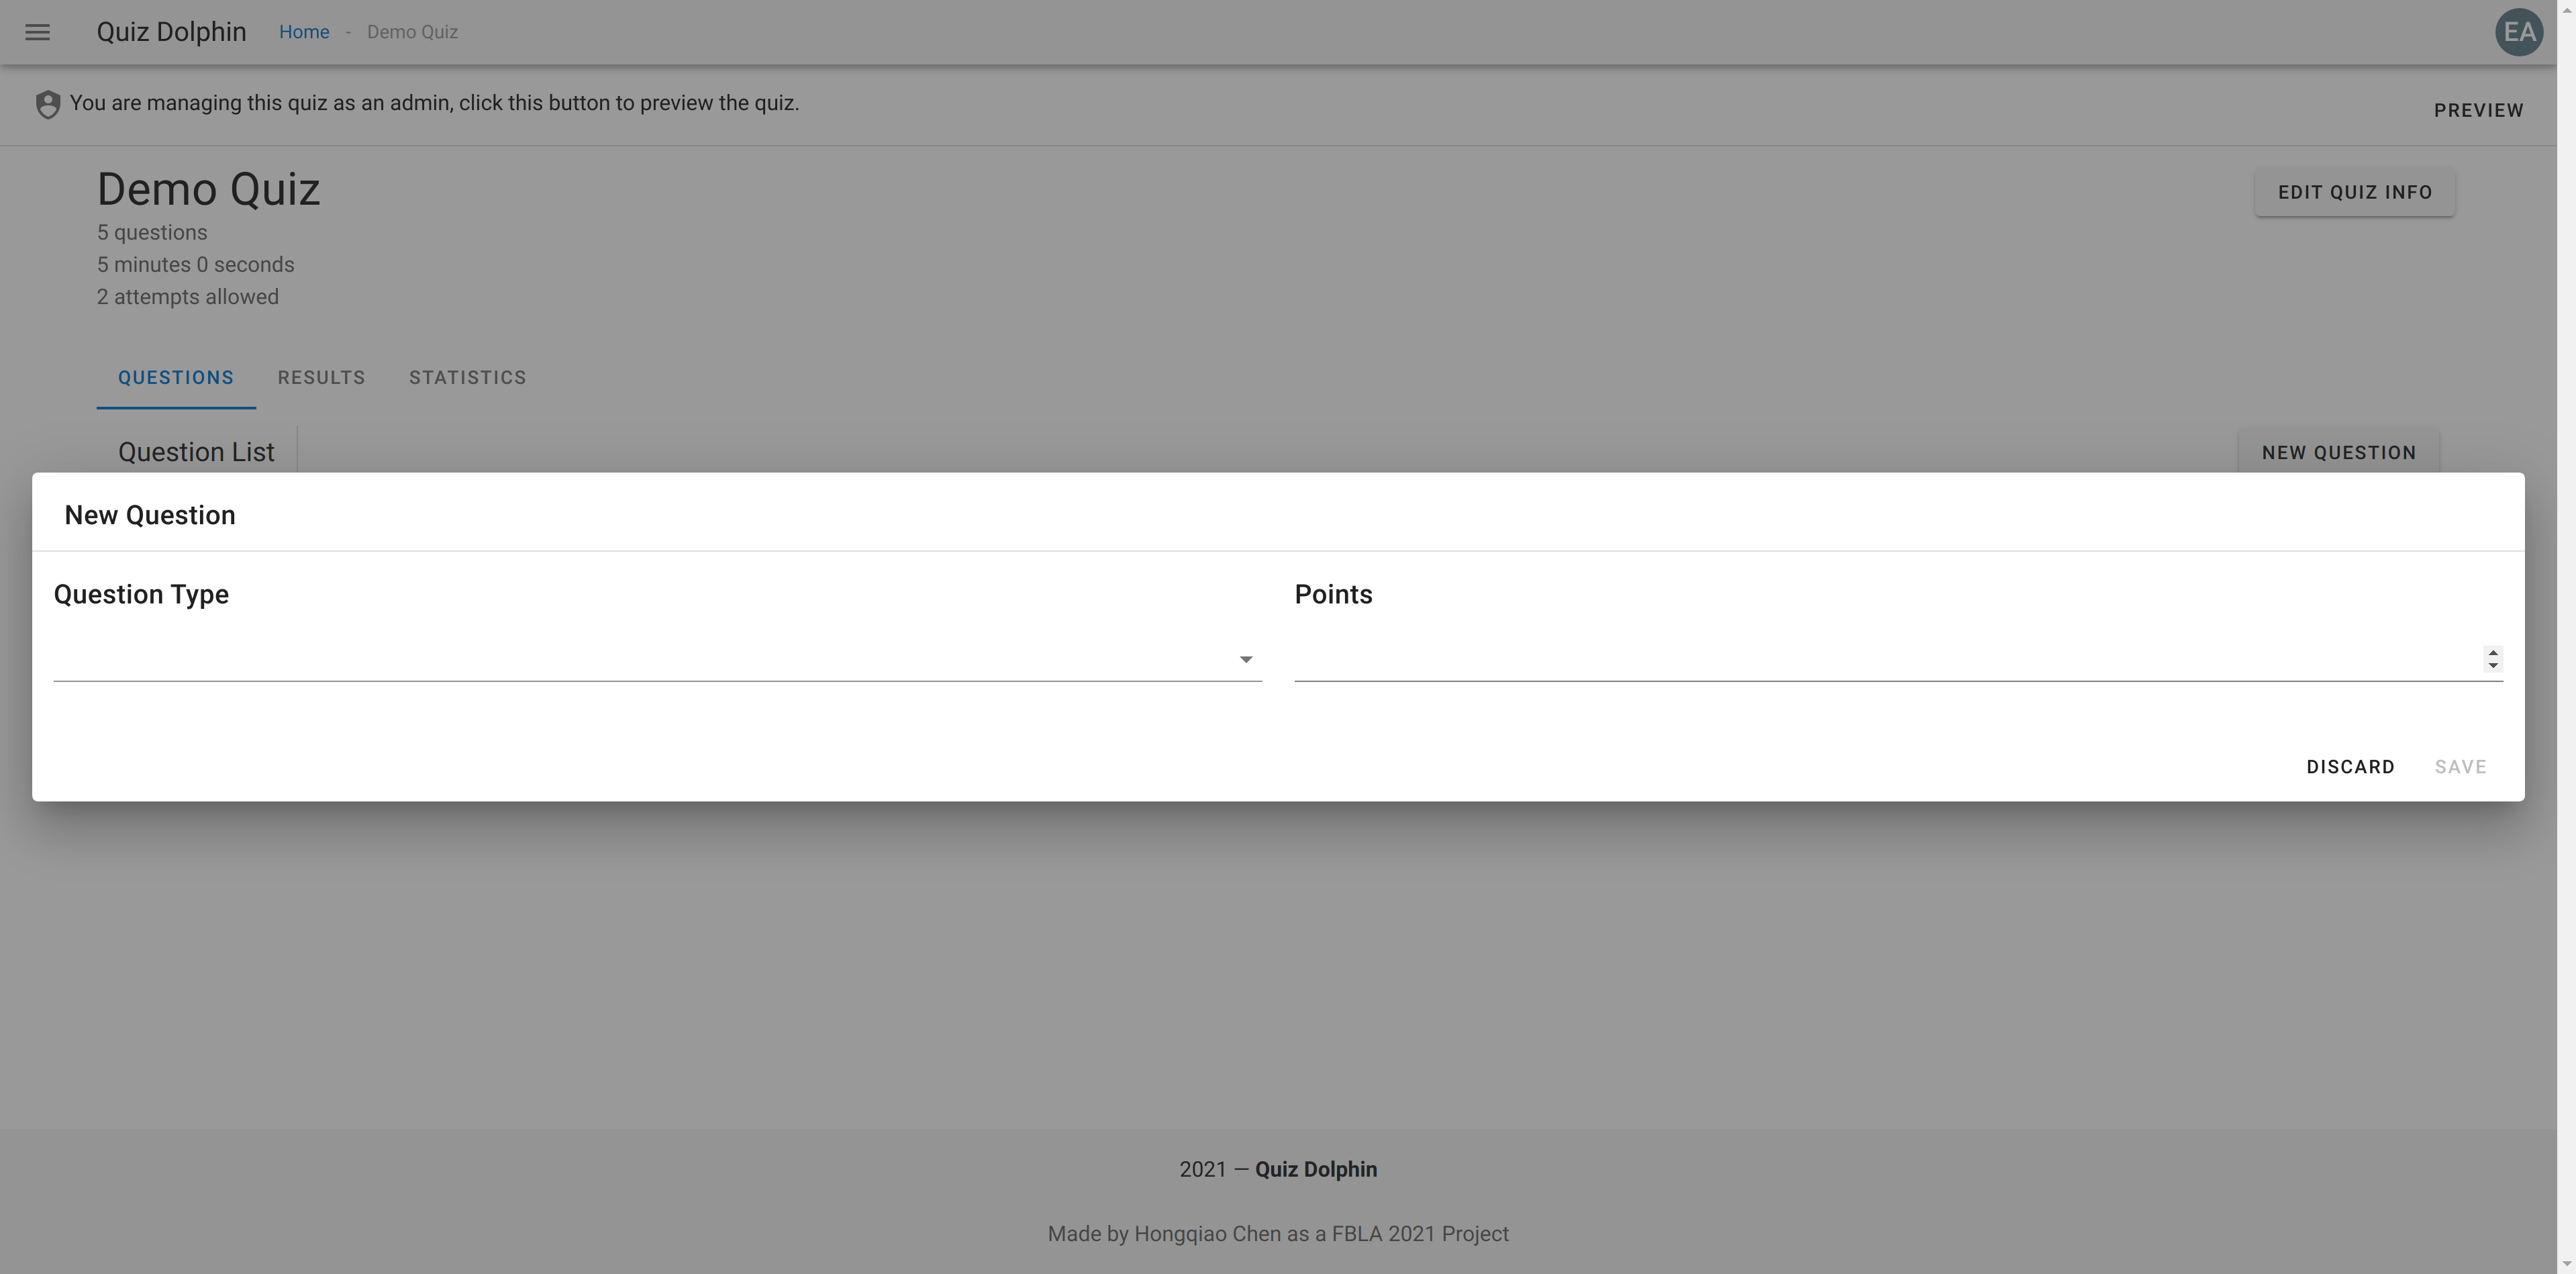 Quiz Dolphin Home - Demo Quiz EA
You are managing this quiz as an admin, click this button to preview the quiz.
PREVIEW
Demo Quiz
EDIT QUIZ INFO
5 questions
5 minutes 0 seconds
2 attempts allowed
QUESTIONS RESULTS STATISTICS
Question List
NEW QUESTION
New Question
Question Type
Points
DISCARD SAVE
2021 — Quiz Dolphin
Made by Hongqiao Chen as a FBLA 2021 Project